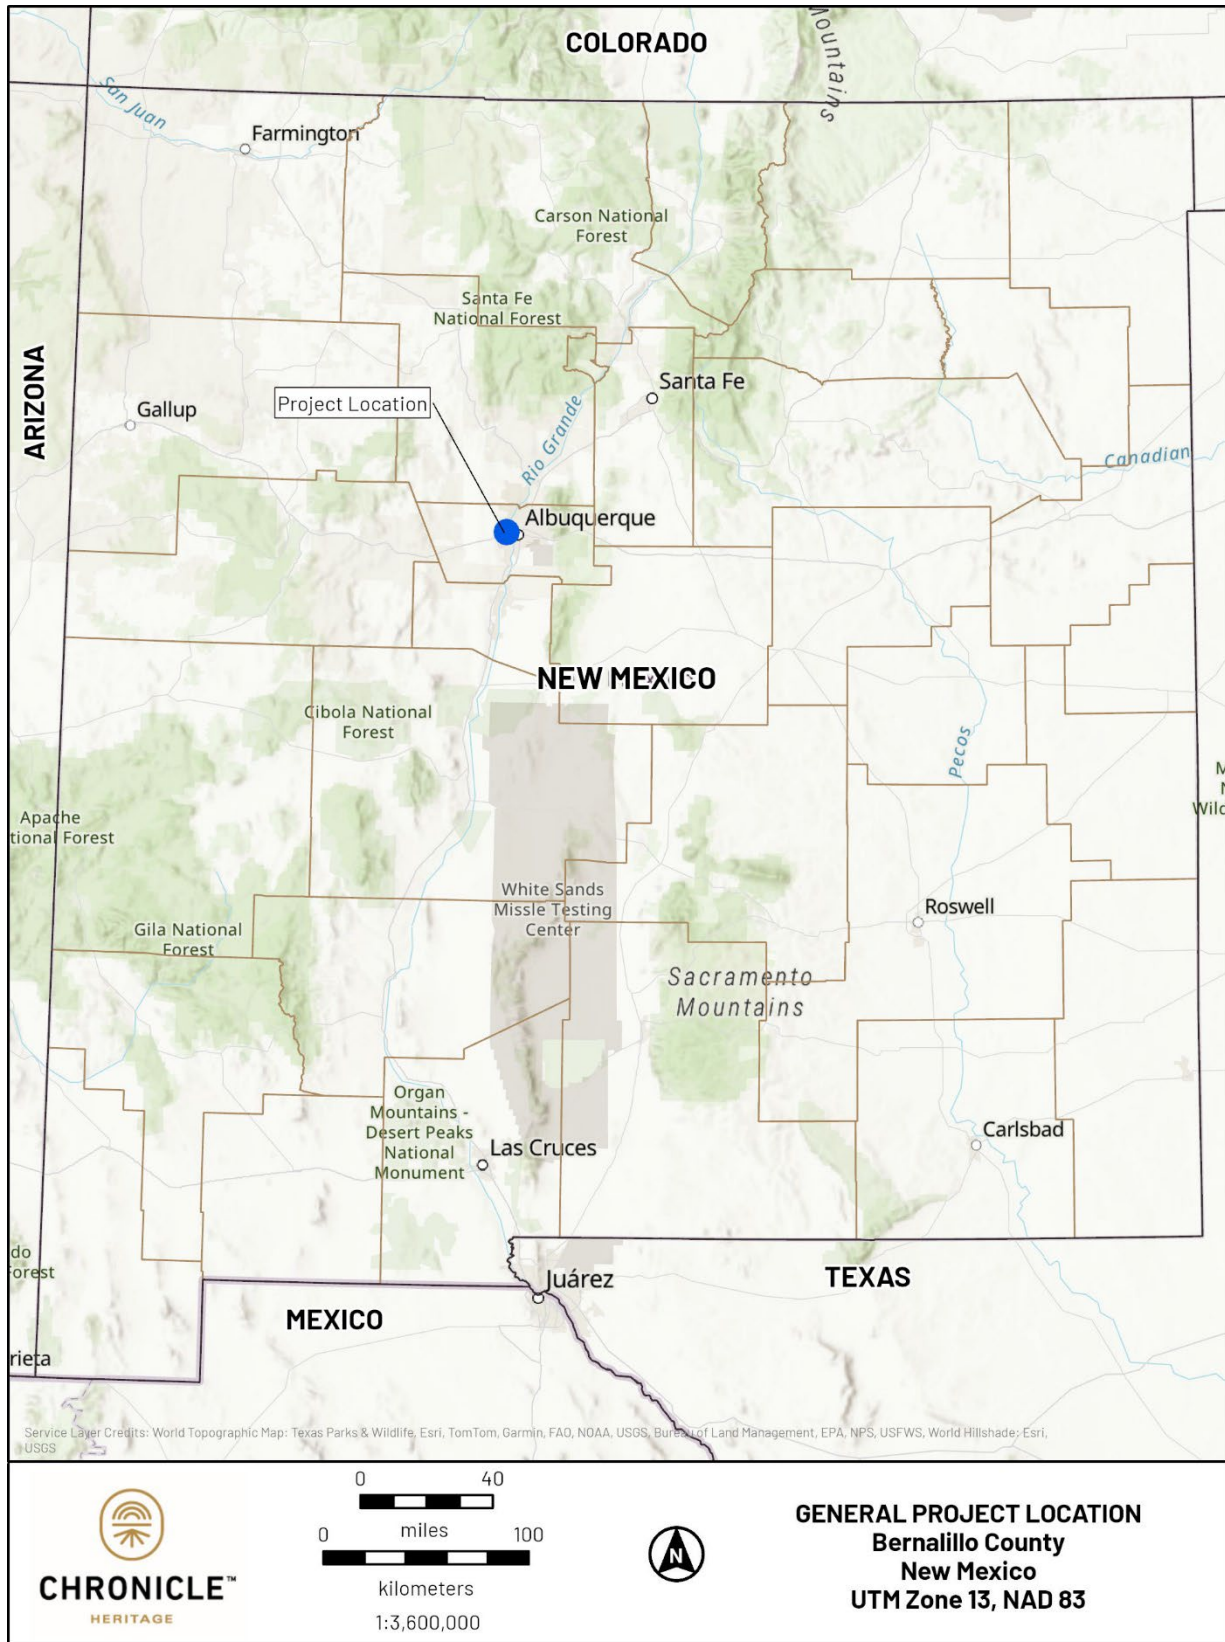 COLORADO
Mountains
San Juan
Farmington
Carson National
Forest
Santa Fe
National Forest
ARIZONA
Santa Fe
Project Location
Gallup
Rio Grande
Canadian
Albuquerque
NEW MEXICO
Cibola National
Forest
Pecos
M
N
Wild
Apache
tional Forest
White Sands
Missle Testing
Center
Roswell
Gila National
Forest
Sacramento
Mountains
Organ
Mountains -
Desert Peaks
National
Monument
Las Cruces
Carlsbad
do
orest
Juárez
TEXAS
MEXICO
rieta
Service Layer Credits: World Topographic Map: Texas Parks & Wildlife, Esri, TomTom, Garmin, FAO, NOAA, USGS, Bureau of Land Management, EPA, NPS, USFWS, World Hillshade: Esri,
USGS
CHRONICLE™
HERITAGE
0 40
miles
0 100
kilometers
1:3,600,000
N
GENERAL PROJECT LOCATION
Bernalillo County
New Mexico
UTM Zone 13, NAD 83